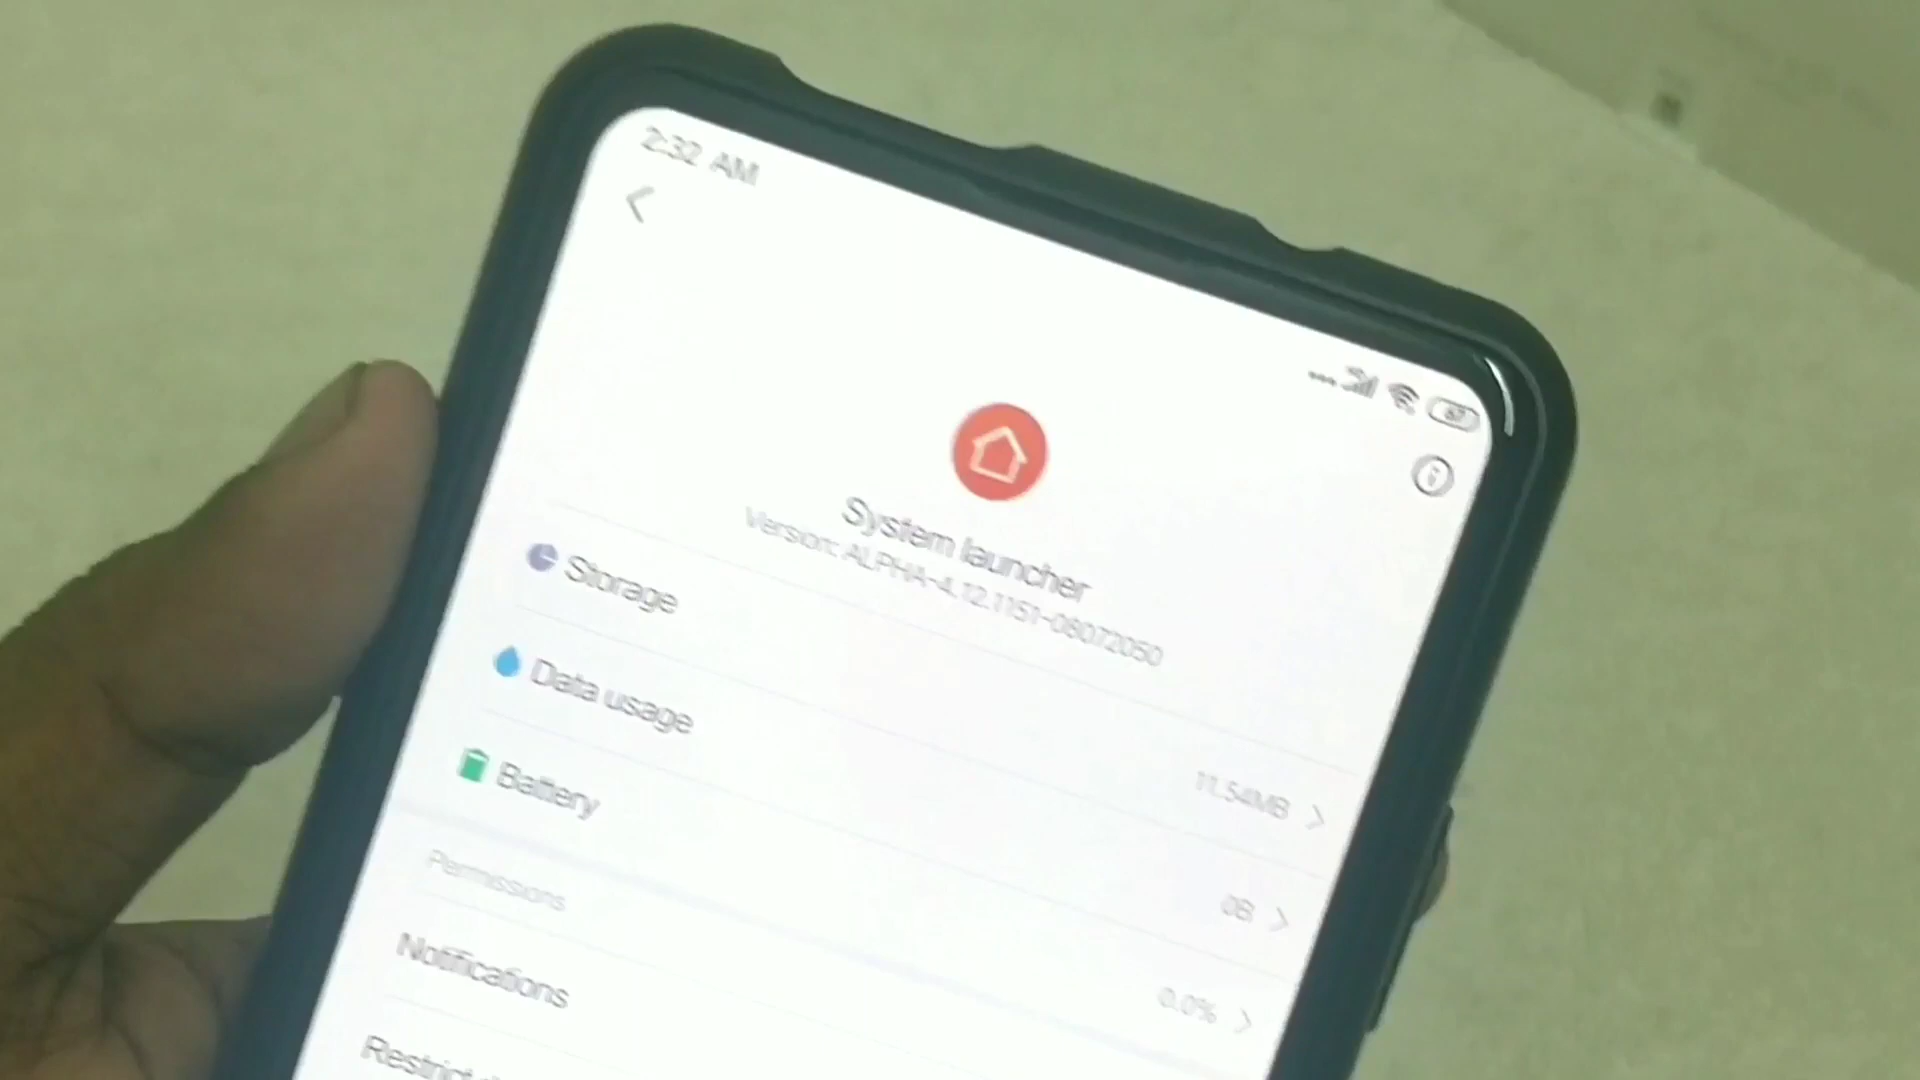 2:32 AM
System launcher
Version: ALPHA-4.12.1151-08072050
Storage
11.54MB
Data usage
0B
Battery
0.0%
Permissions
Notifications
Restrict